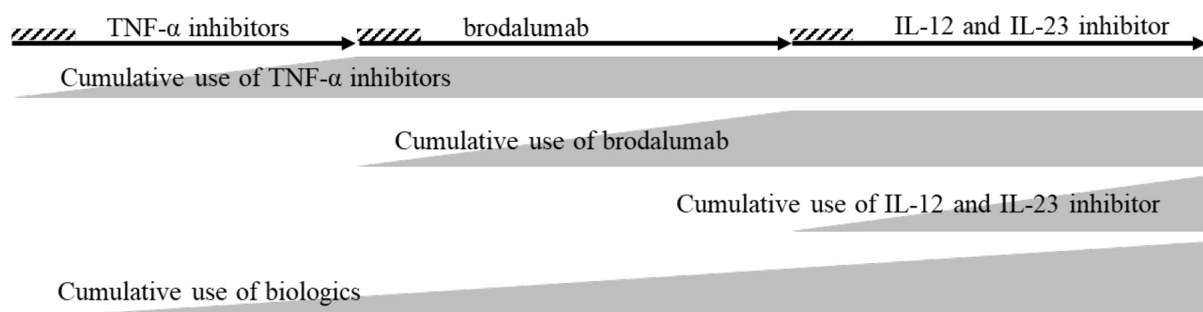 TNF-α inhibitors brodalumab IL-12 and IL-23 inhibitor
Cumulative use of TNF-α inhibitors
Cumulative use of brodalumab
Cumulative use of IL-12 and IL-23 inhibitor
Cumulative use of biologics